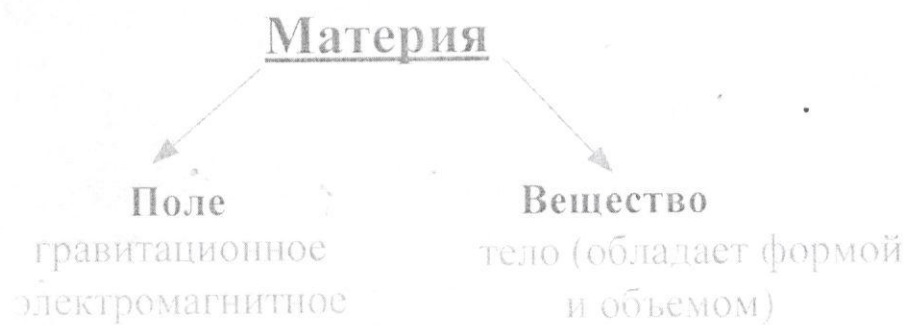 Материя
Поле
Вещество
гравитационное
тело (обладает формой
электромагнитное
и объемом)